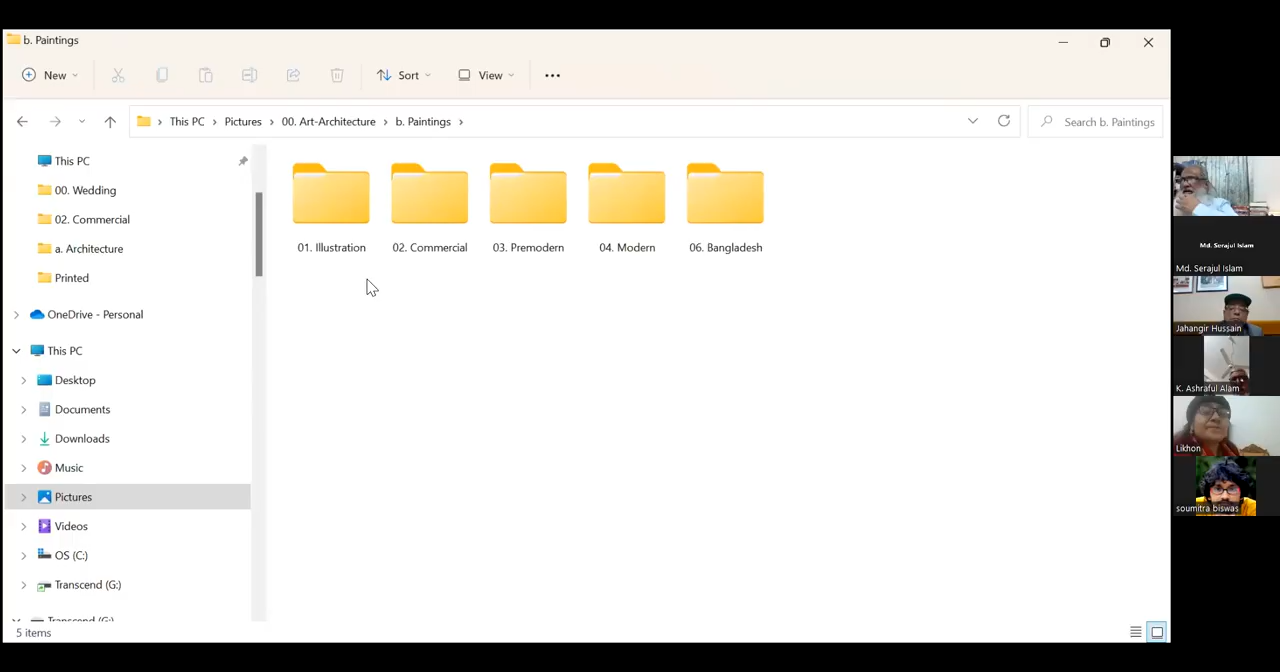 b. Paintings
New
Sort
View
This PC
Pictures
00. Art-Architecture
b. Paintings
Search b. Paintings
This PC
00. Wedding
02. Commercial
a. Architecture
Printed
OneDrive - Personal
This PC
Desktop
Documents
Downloads
Music
Pictures
Videos
OS (C:)
Transcend (G:)
Transcend (G:)
5 items
01. Illustration
02. Commercial
03. Premodern
04. Modern
06. Bangladesh
Md. Serajul Islam
Md. Serajul Islam
Jahangir Hussain
K. Ashraful Alam
Likhon
soumitra biswas